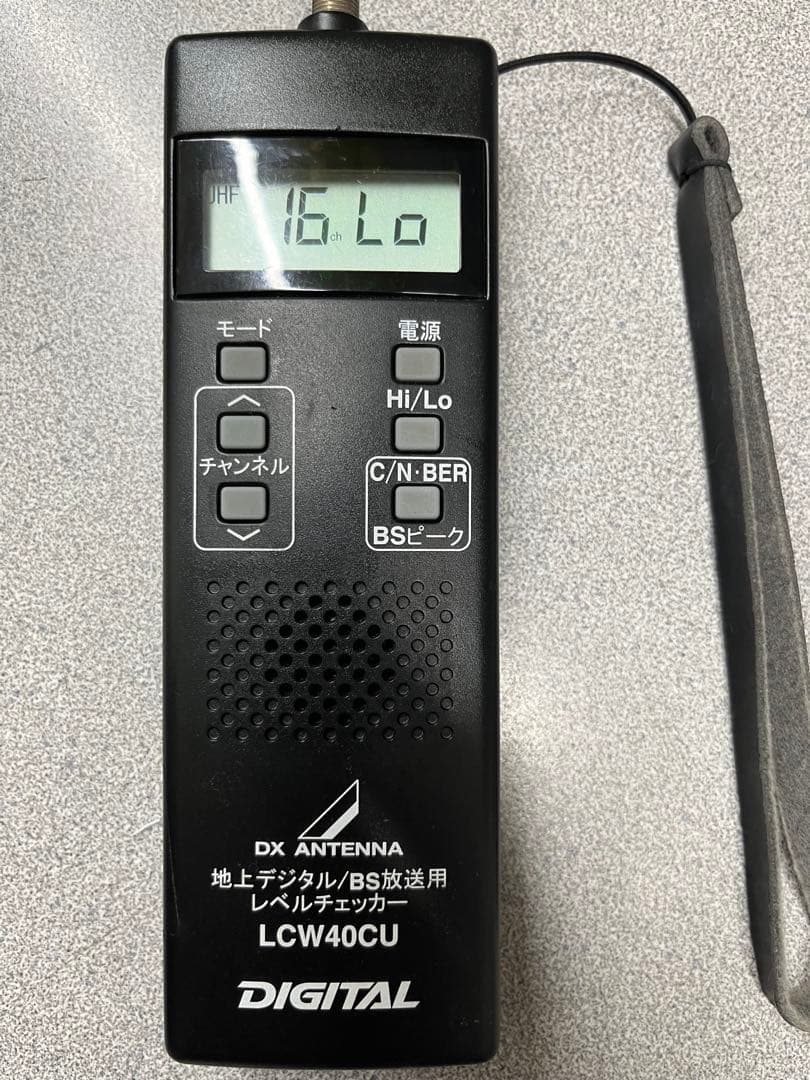 UHF 16ch Lo
モード
電源
Hi/Lo
チャンネル
C/N·BER
BSピーク
DX ANTENNA
地上デジタル/BS放送用
レベルチェッカー
LCW40CU
DIGITAL